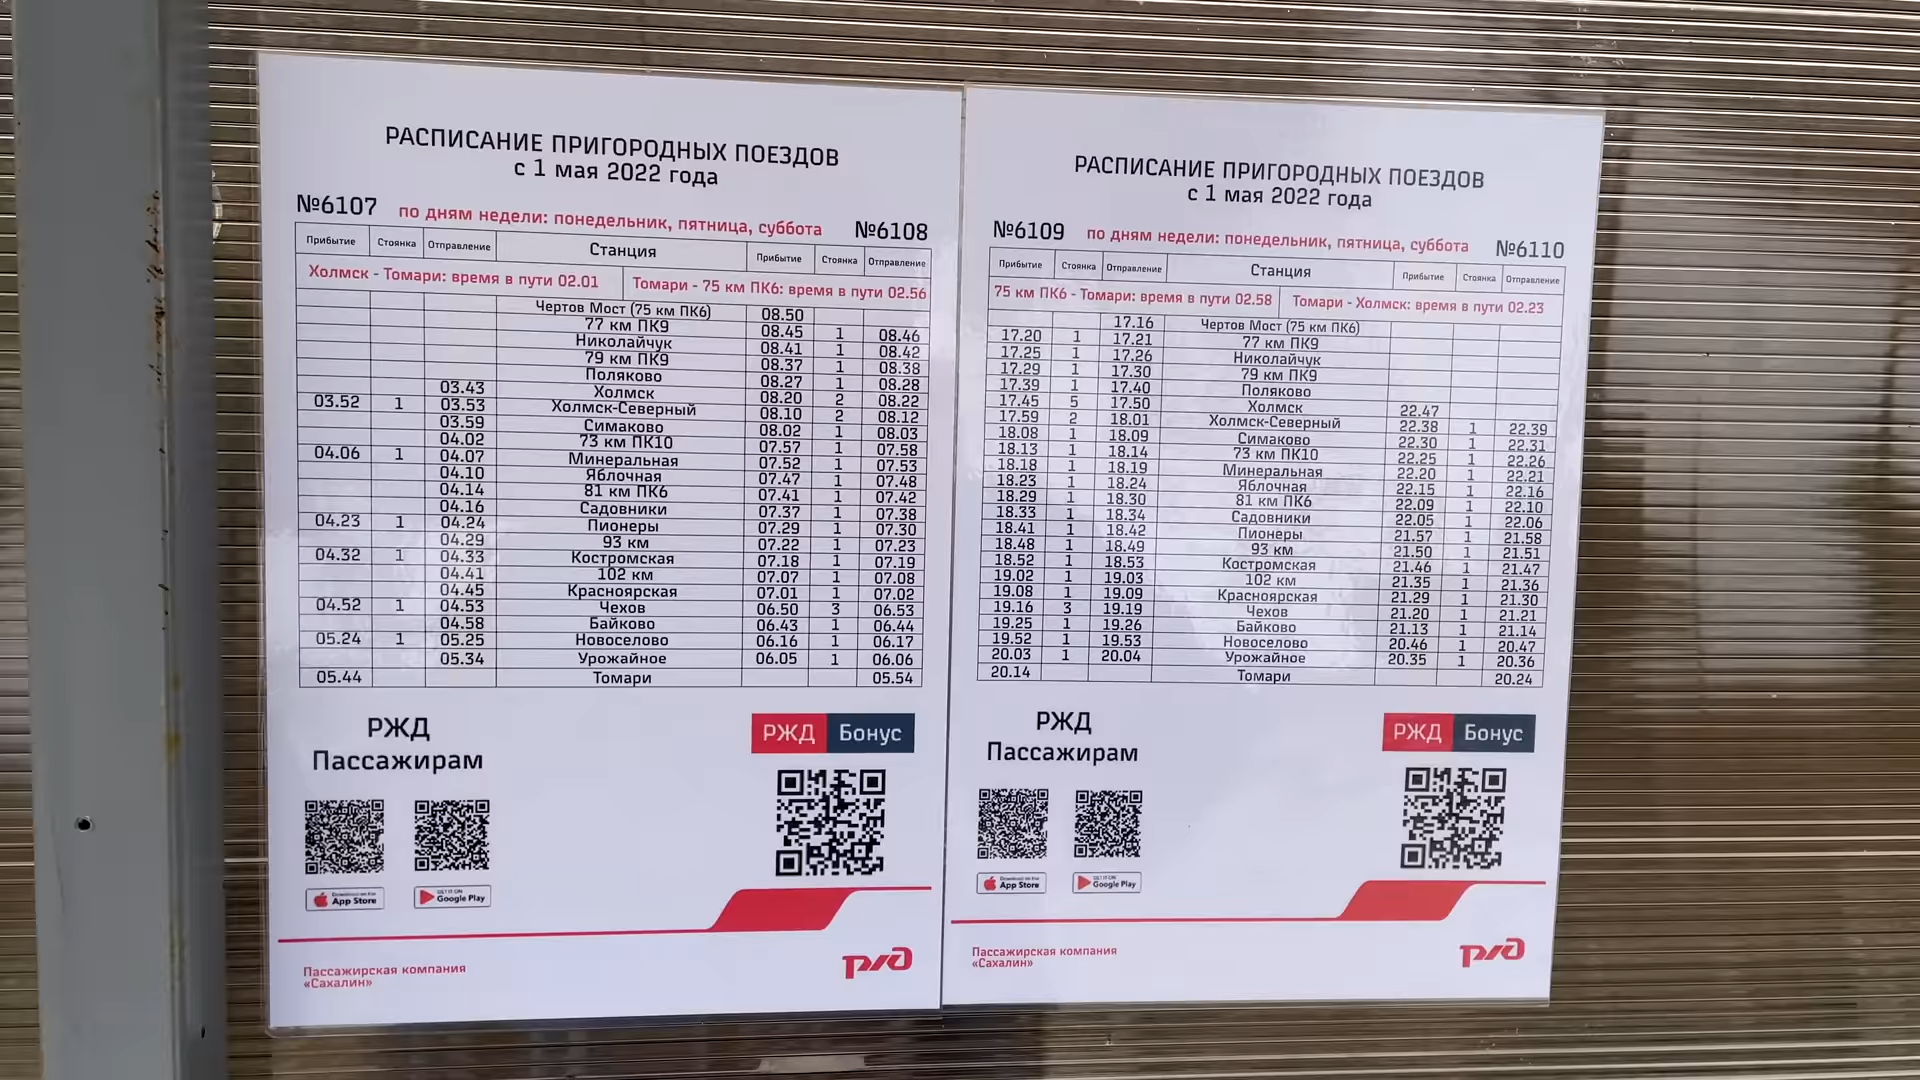 РАСПИСАНИЕ ПРИГОРОДНЫХ ПОЕЗДОВ
с 1 мая 2022 года
№6107 по дням недели: понедельник, пятница, суббота №6108
Прибытие Стоянка Отправление Станция Прибытие Стоянка Отправление
Холмск - Томари: время в пути 02.01 Томари - 75 км ПК6: время в пути 02.56
Чертов Мост (75 км ПК6) 08.50
77 км ПК9 08.45 1 08.46
Николайчук 08.41 1 08.42
79 км ПК9 08.37 1 08.38
Поляково 08.27 1 08.28
03.43 Холмск 08.20 2 08.22
03.52 1 03.53 Холмск-Северный 08.10 2 08.12
03.59 Симаково 08.02 1 08.03
04.02 73 км ПК10 07.57 1 07.58
04.06 1 04.07 Минеральная 07.52 1 07.53
04.10 Яблочная 07.47 1 07.48
04.14 81 км ПК6 07.41 1 07.42
04.16 Садовники 07.37 1 07.38
04.23 1 04.24 Пионеры 07.29 1 07.30
04.29 93 км 07.22 1 07.23
04.32 1 04.33 Костромская 07.18 1 07.19
04.41 102 км 07.07 1 07.08
04.45 Красноярская 07.01 1 07.02
04.52 1 04.53 Чехов 06.50 3 06.53
04.58 Байково 06.43 1 06.44
05.24 1 05.25 Новоселово 06.16 1 06.17
05.34 Урожайное 06.05 1 06.06
05.44 Томари 05.54
РЖД
Пассажирам
РЖД Бонус
Download on the
App Store
GET IT ON
Google Play
Пассажирская компания
«Сахалин»
ржд
РАСПИСАНИЕ ПРИГОРОДНЫХ ПОЕЗДОВ
с 1 мая 2022 года
№6109 по дням недели: понедельник, пятница, суббота №6110
Прибытие Стоянка Отправление Станция Прибытие Стоянка Отправление
75 км ПК6 - Томари: время в пути 02.58 Томари - Холмск: время в пути 02.23
17.16 Чертов Мост (75 км ПК6)
17.20 1 17.21 77 км ПК9
17.25 1 17.26 Николайчук
17.29 1 17.30 79 км ПК9
17.39 1 17.40 Поляково
17.45 5 17.50 Холмск 22.47
17.59 2 18.01 Холмск-Северный 22.38 1 22.39
18.08 1 18.09 Симаково 22.30 1 22.31
18.13 1 18.14 73 км ПК10 22.25 1 22.26
18.18 1 18.19 Минеральная 22.20 1 22.21
18.23 1 18.24 Яблочная 22.15 1 22.16
18.29 1 18.30 81 км ПК6 22.09 1 22.10
18.33 1 18.34 Садовники 22.05 1 22.06
18.41 1 18.42 Пионеры 21.57 1 21.58
18.48 1 18.49 93 км 21.50 1 21.51
18.52 1 18.53 Костромская 21.46 1 21.47
19.02 1 19.03 102 км 21.35 1 21.36
19.08 1 19.09 Красноярская 21.29 1 21.30
19.16 3 19.19 Чехов 21.20 1 21.21
19.25 1 19.26 Байково 21.13 1 21.14
19.52 1 19.53 Новоселово 20.46 1 20.47
20.03 1 20.04 Урожайное 20.35 1 20.36
20.14 Томари 20.24
РЖД
Пассажирам
РЖД Бонус
Download on the
App Store
GET IT ON
Google Play
Пассажирская компания
«Сахалин»
ржд